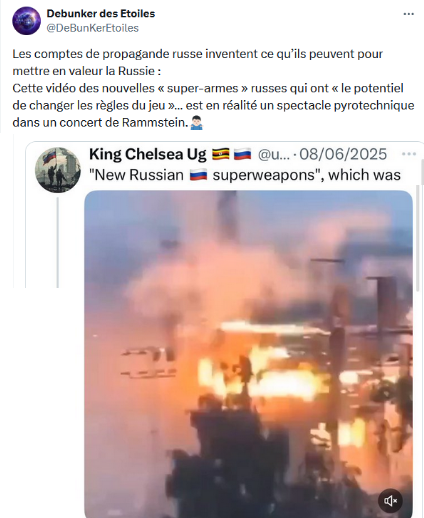 Debunker des Etoiles
@DeBunKerEtoiles
Les comptes de propagande russe inventent ce qu'ils peuvent pour
mettre en valeur la Russie :
Cette vidéo des nouvelles « super-armes » russes qui ont « le potentiel
de changer les règles du jeu »... est en réalité un spectacle pyrotechnique
dans un concert de Rammstein. 🤷🏻‍♂️
King Chelsea Ug 🇺🇬 🇷🇺 @u... · 08/06/2025
"New Russian 🇷🇺 superweapons", which was